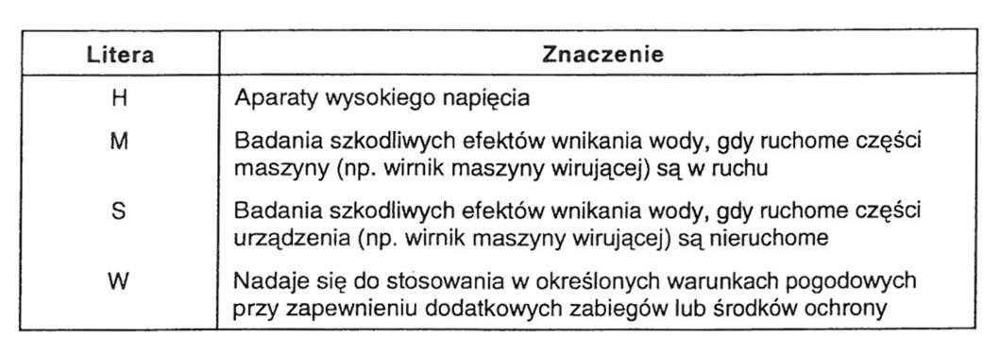 Litera Znaczenie
H Aparaty wysokiego napięcia
M Badania szkodliwych efektów wnikania wody, gdy ruchome części
maszyny (np. wirnik maszyny wirującej) są w ruchu
S Badania szkodliwych efektów wnikania wody, gdy ruchome części
urządzenia (np. wirnik maszyny wirującej) są nieruchome
W Nadaje się do stosowania w określonych warunkach pogodowych
przy zapewnieniu dodatkowych zabiegów lub środków ochrony